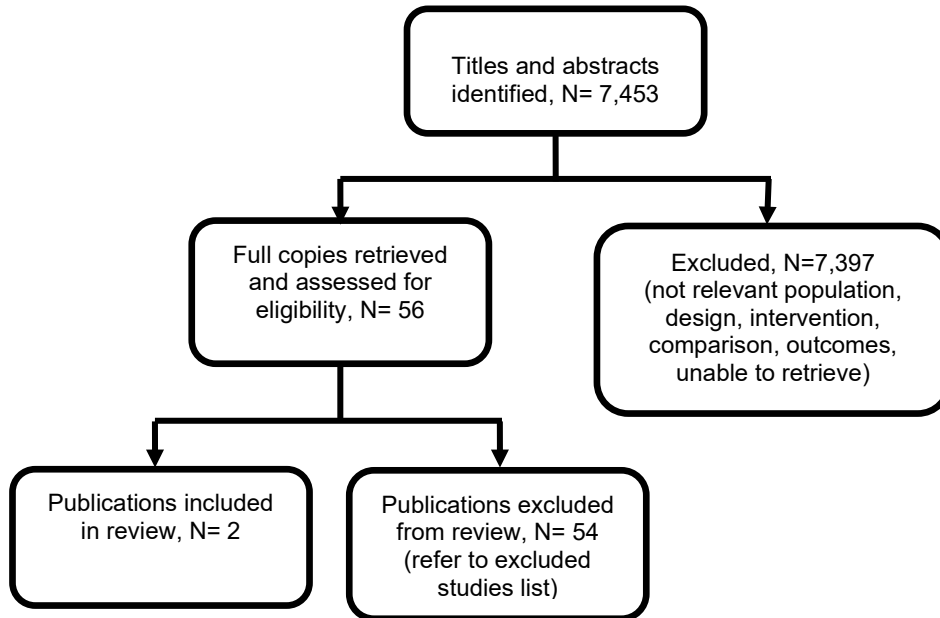 Titles and abstracts
identified, N= 7,453
Full copies retrieved
and assessed for
eligibility, N= 56
Excluded, N=7,397
(not relevant population,
design, intervention,
comparison, outcomes,
unable to retrieve)
Publications included
in review, N= 2
Publications excluded
from review, N= 54
(refer to excluded
studies list)